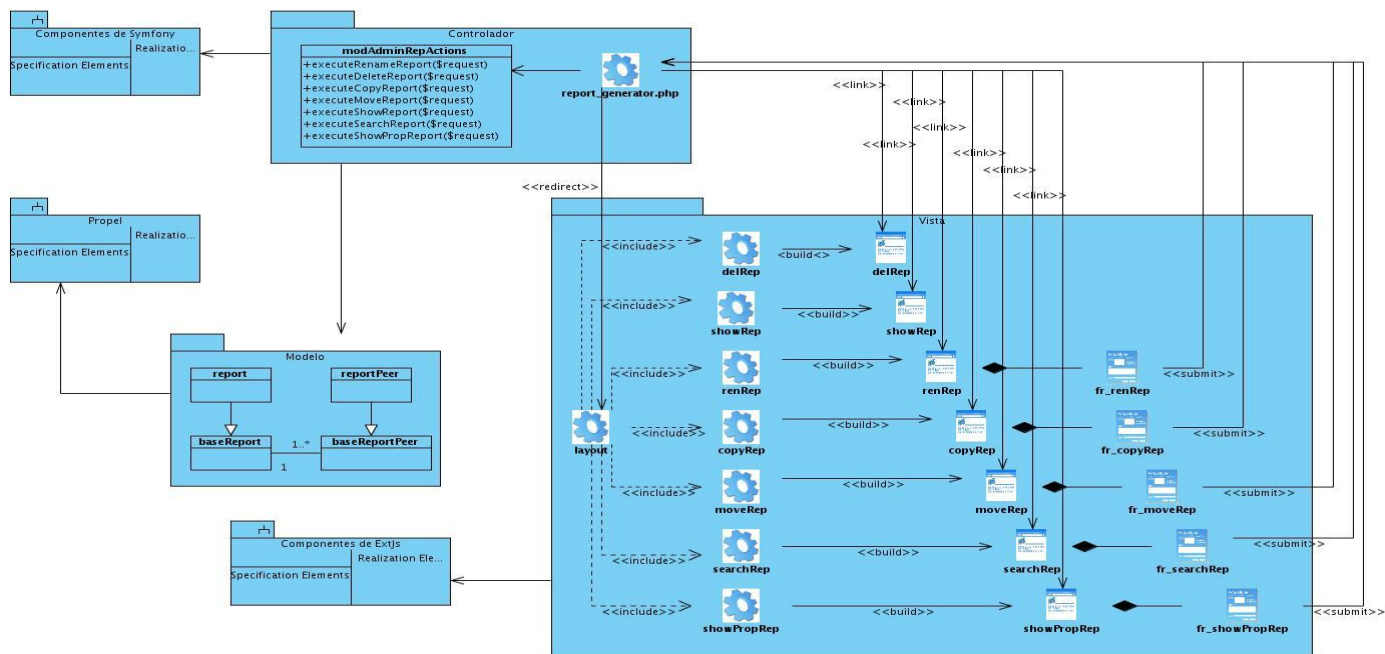 Componentes de Symfony
Realizatio...
Specification Elements
Controlador
modAdminRepActions
+executeRenameReport($request)
+executeDeleteReport($request)
+executeCopyReport($request)
+executeMoveReport($request)
+executeShowReport($request)
+executeSearchReport($request)
+executeShowPropReport($request)
report_generator.php
<<link>>
<<link>>
<<link>>
<<link>>
<<link>>
<<link>>
<<link>>
<<redirect>>
Propel
Realizatio...
Specification Elements
Modelo
report
reportPeer
baseReport
1..*
1
baseReportPeer
Componentes de ExtJs
Realization Ele...
Specification Elements
Vista
layout
<<include>>
delRep
<build<>
delRep
<<include>>
showRep
<<build>>
showRep
<<include>>
renRep
<<build>>
renRep
fr_renRep
<<submit>>
<<include>>
copyRep
<<build>>
copyRep
fr_copyRep
<<submit>>
<<include>>
moveRep
<<build>>
moveRep
fr_moveRep
<<submit>>
<<include>>
searchRep
<<build>>
searchRep
fr_searchRep
<<submit>>
<<include>>
showPropRep
<<build>>
showPropRep
fr_showPropRep
<<submit>>